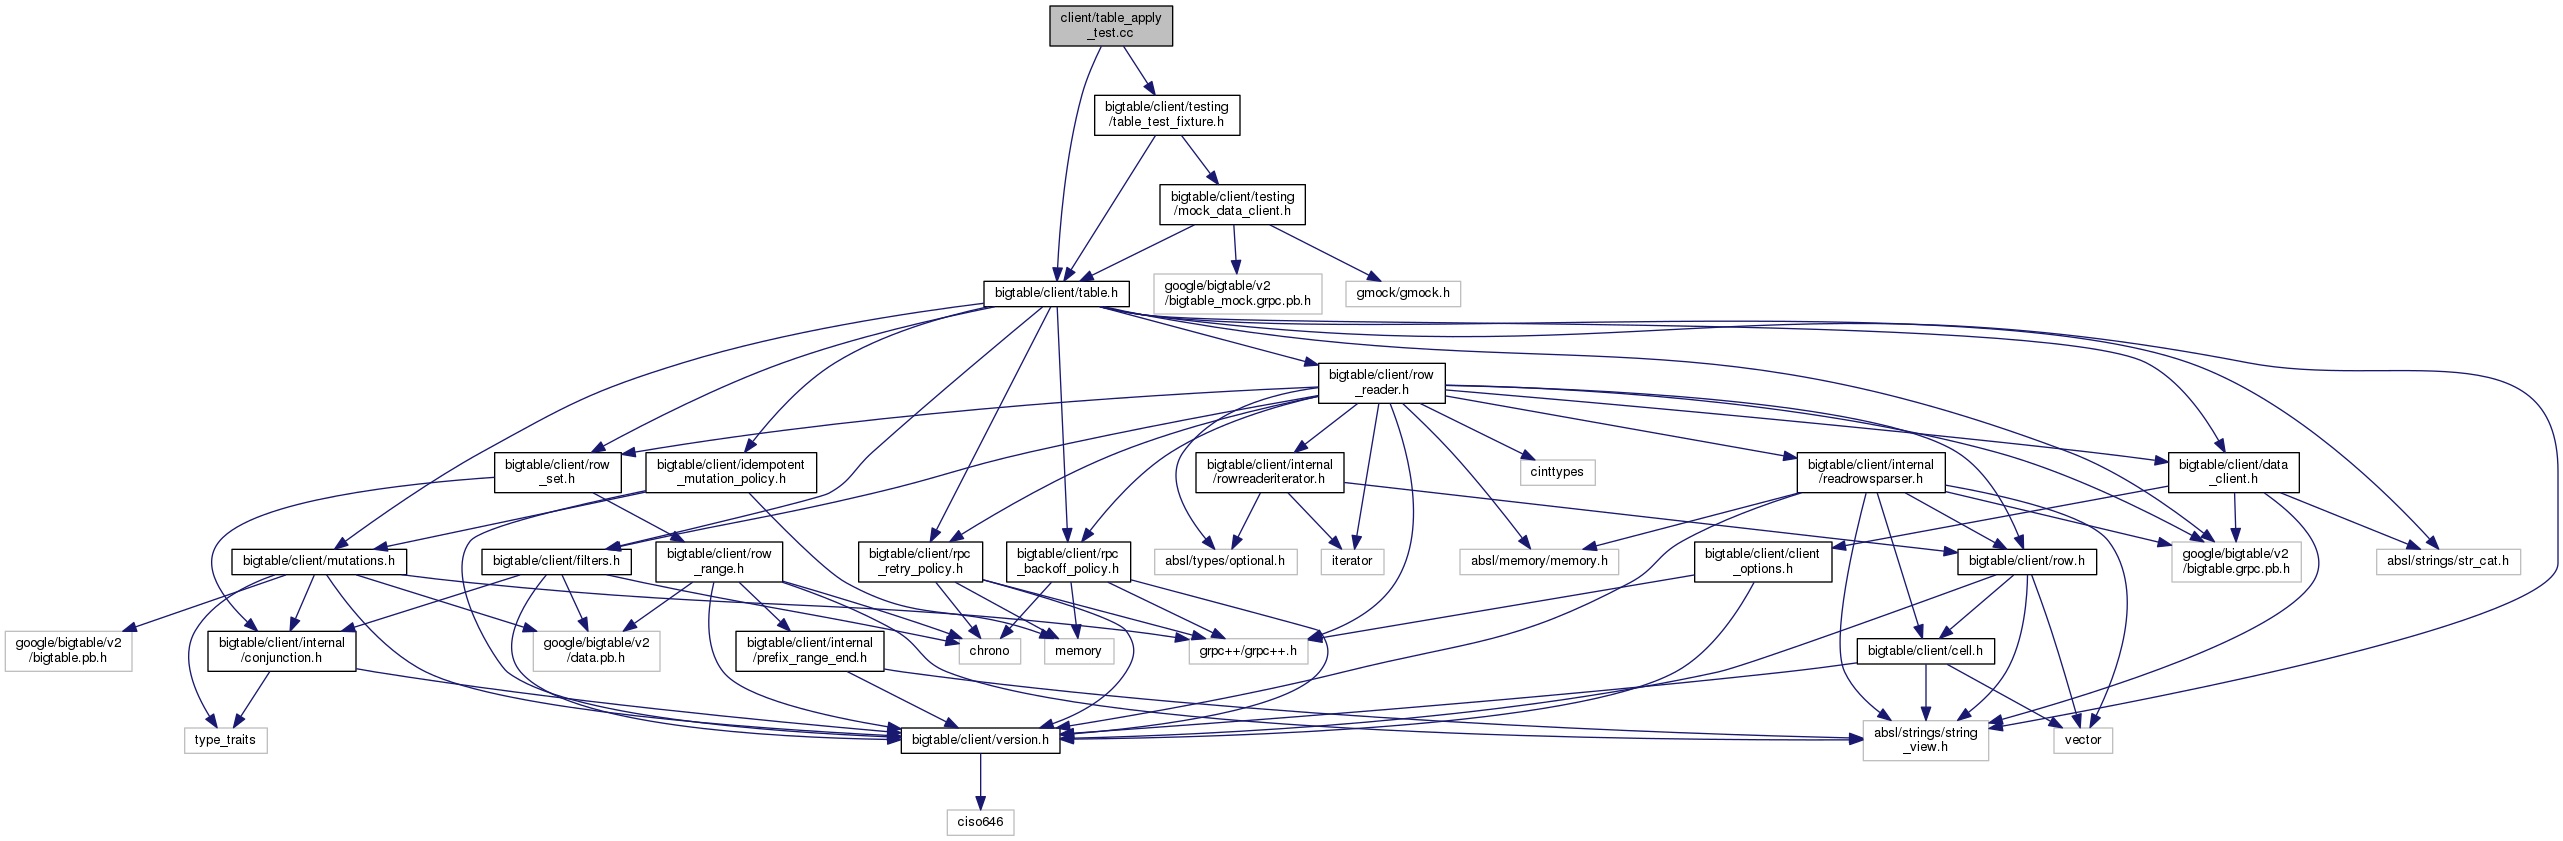 client/table_apply
_test.cc
bigtable/client/testing
/table_test_fixture.h
bigtable/client/testing
/mock_data_client.h
bigtable/client/table.h
google/bigtable/v2
/bigtable_mock.grpc.pb.h
gmock/gmock.h
bigtable/client/row
_reader.h
bigtable/client/row
_set.h
bigtable/client/idempotent
_mutation_policy.h
bigtable/client/internal
/rowreaderiterator.h
cinttypes
bigtable/client/internal
/readrowsparser.h
bigtable/client/data
_client.h
bigtable/client/mutations.h
bigtable/client/filters.h
bigtable/client/row
_range.h
bigtable/client/rpc
_retry_policy.h
bigtable/client/rpc
_backoff_policy.h
absl/types/optional.h
iterator
absl/memory/memory.h
bigtable/client/client
_options.h
bigtable/client/row.h
google/bigtable/v2
/bigtable.grpc.pb.h
absl/strings/str_cat.h
google/bigtable/v2
/bigtable.pb.h
bigtable/client/internal
/conjunction.h
google/bigtable/v2
/data.pb.h
bigtable/client/internal
/prefix_range_end.h
chrono
memory
grpc++/grpc++.h
bigtable/client/cell.h
type_traits
bigtable/client/version.h
absl/strings/string
_view.h
vector
ciso646